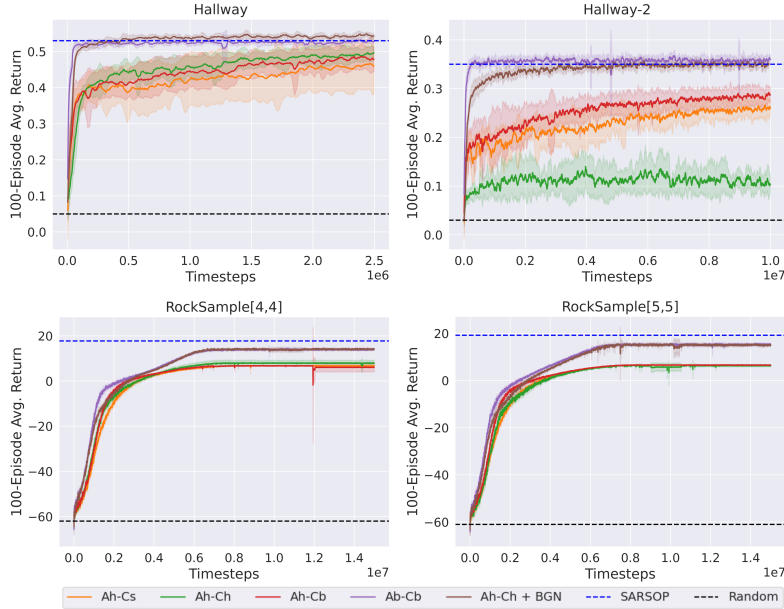 Hallway
Hallway-2
100-Episode Avg. Return
0.5
0.4
0.3
0.2
0.1
0.0
0.0 0.5 1.0 1.5 2.0 2.5
1e6
Timesteps
100-Episode Avg. Return
0.4
0.3
0.2
0.1
0.0
0.0 0.2 0.4 0.6 0.8 1.0
1e7
Timesteps
RockSample[4,4]
RockSample[5,5]
100-Episode Avg. Return
20
0
−20
−40
−60
0.0 0.2 0.4 0.6 0.8 1.0 1.2 1.4
1e7
Timesteps
100-Episode Avg. Return
20
0
−20
−40
−60
0.0 0.2 0.4 0.6 0.8 1.0 1.2 1.4
1e7
Timesteps
Ah-Cs Ah-Ch Ah-Cb Ab-Cb Ah-Ch + BGN SARSOP Random